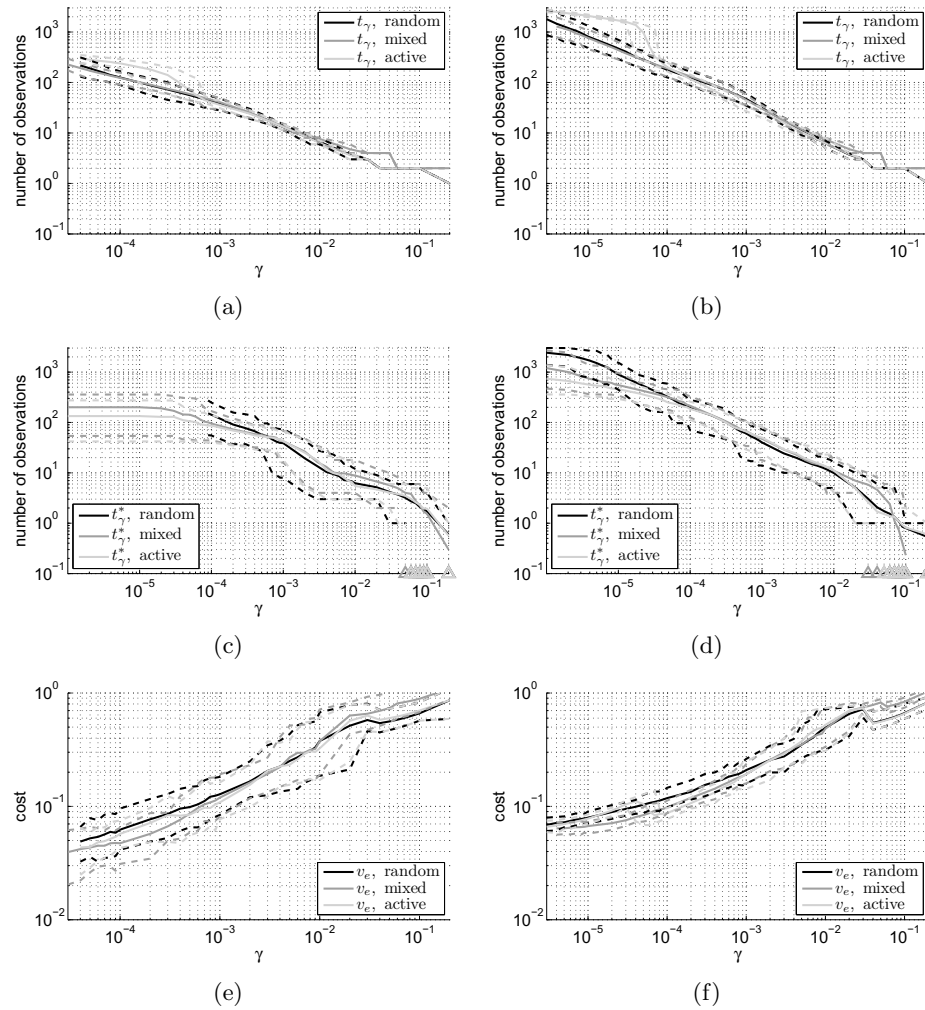 number of observations
10³
10²
10¹
10⁰
10⁻¹
t_γ, random
t_γ, mixed
t_γ, active
10⁻⁴ 10⁻³ 10⁻² 10⁻¹
γ
(a)
number of observations
10³
10²
10¹
10⁰
10⁻¹
t_γ, random
t_γ, mixed
t_γ, active
10⁻⁵ 10⁻⁴ 10⁻³ 10⁻² 10⁻¹
γ
(b)
number of observations
10³
10²
10¹
10⁰
10⁻¹
t*_γ, random
t*_γ, mixed
t*_γ, active
10⁻⁵ 10⁻⁴ 10⁻³ 10⁻² 10⁻¹
γ
(c)
number of observations
10³
10²
10¹
10⁰
10⁻¹
t*_γ, random
t*_γ, mixed
t*_γ, active
10⁻⁵ 10⁻⁴ 10⁻³ 10⁻² 10⁻¹
γ
(d)
cost
10⁰
10⁻¹
10⁻²
v_e, random
v_e, mixed
v_e, active
10⁻⁴ 10⁻³ 10⁻² 10⁻¹
γ
(e)
cost
10⁰
10⁻¹
10⁻²
v_e, random
v_e, mixed
v_e, active
10⁻⁵ 10⁻⁴ 10⁻³ 10⁻² 10⁻¹
γ
(f)